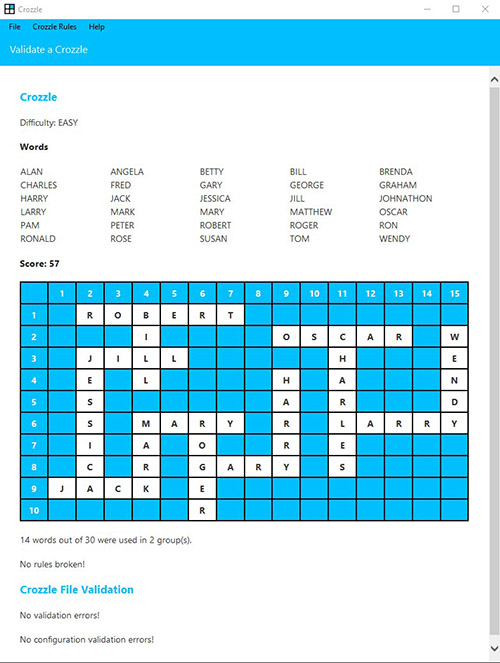 Crozzle
File Crozzle Rules Help
Validate a Crozzle
Crozzle
Difficulty: EASY
Words
ALAN ANGELA BETTY BILL BRENDA
CHARLES FRED GARY GEORGE GRAHAM
HARRY JACK JESSICA JILL JOHNATHON
LARRY MARK MARY MATTHEW OSCAR
PAM PETER ROBERT ROGER RON
RONALD ROSE SUSAN TOM WENDY
Score: 57
1 2 3 4 5 6 7 8 9 10 11 12 13 14 15
1 R O B E R T
2 I O S C A R W
3 J I L L H E
4 E L H A N
5 S A R D
6 S M A R Y R L A R R Y
7 I A O R E
8 C R G A R Y S
9 J A C K E
10 R
14 words out of 30 were used in 2 group(s).
No rules broken!
Crozzle File Validation
No validation errors!
No configuration validation errors!